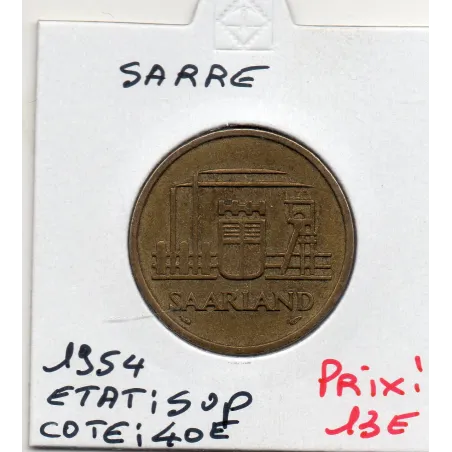 SARRE
SAARLAND
1954
ETAT: SUP
COTE: 40E
Prix!
13E